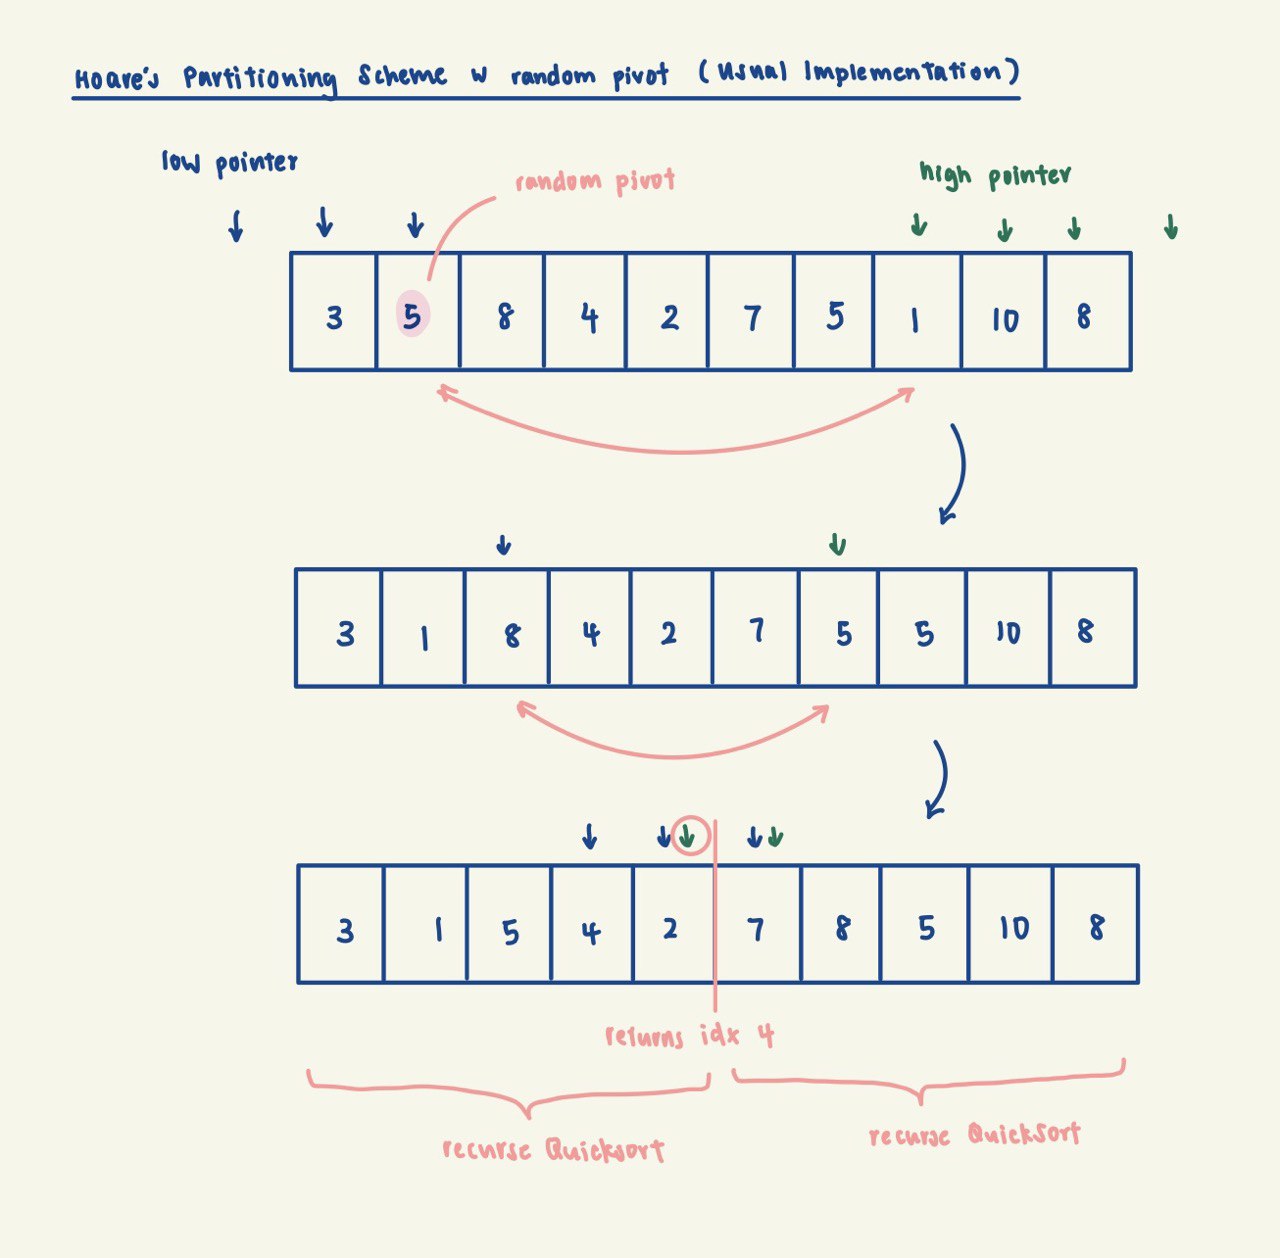 Hoare's Partitioning Scheme w random pivot (Usual Implementation)
low pointer
random pivot
high pointer
3 5 8 4 2 7 5 1 10 8
3 1 8 4 2 7 5 5 10 8
3 1 5 4 2 7 8 5 10 8
returns idx 4
recurse Quicksort
recurse QuickSort